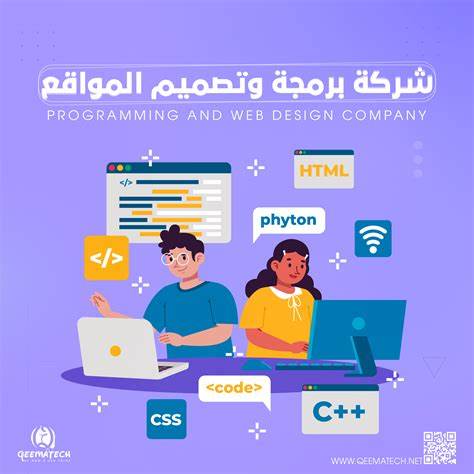 شركة برمجة وتصميم المواقع
PROGRAMMING AND WEB DESIGN COMPANY
</>
HTML
phyton
</>
<code>
CSS
C++
QEEMATECH
WWW.QEEMATECH.NET